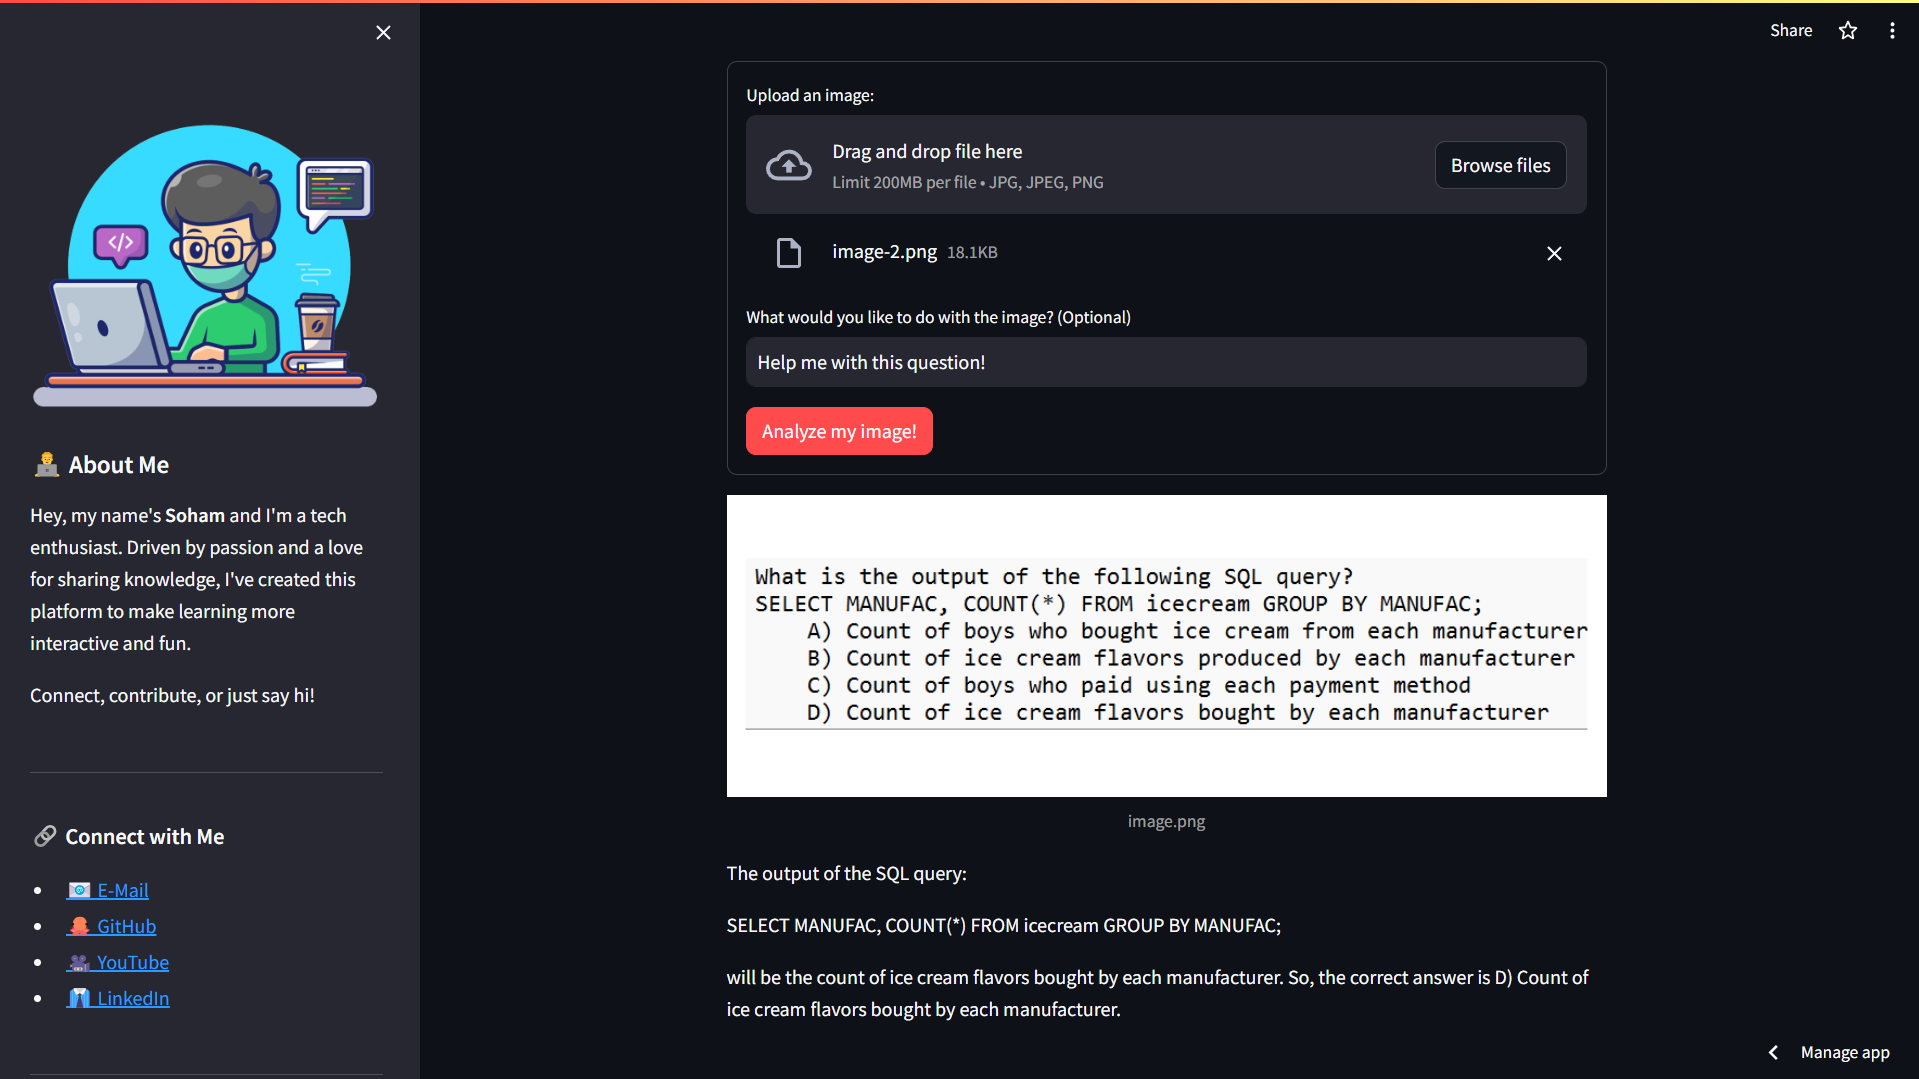 Share
About Me
Hey, my name's Soham and I'm a tech
enthusiast. Driven by passion and a love
for sharing knowledge, I've created this
platform to make learning more
interactive and fun.
Connect, contribute, or just say hi!
Connect with Me
E-Mail
GitHub
YouTube
LinkedIn
Upload an image:
Drag and drop file here
Limit 200MB per file • JPG, JPEG, PNG
Browse files
image-2.png 18.1KB
What would you like to do with the image? (Optional)
Help me with this question!
Analyze my image!
What is the output of the following SQL query?
SELECT MANUFAC, COUNT(*) FROM icecream GROUP BY MANUFAC;
A) Count of boys who bought ice cream from each manufacturer
B) Count of ice cream flavors produced by each manufacturer
C) Count of boys who paid using each payment method
D) Count of ice cream flavors bought by each manufacturer
image.png
The output of the SQL query:
SELECT MANUFAC, COUNT(*) FROM icecream GROUP BY MANUFAC;
will be the count of ice cream flavors bought by each manufacturer. So, the correct answer is D) Count of
ice cream flavors bought by each manufacturer.
Manage app